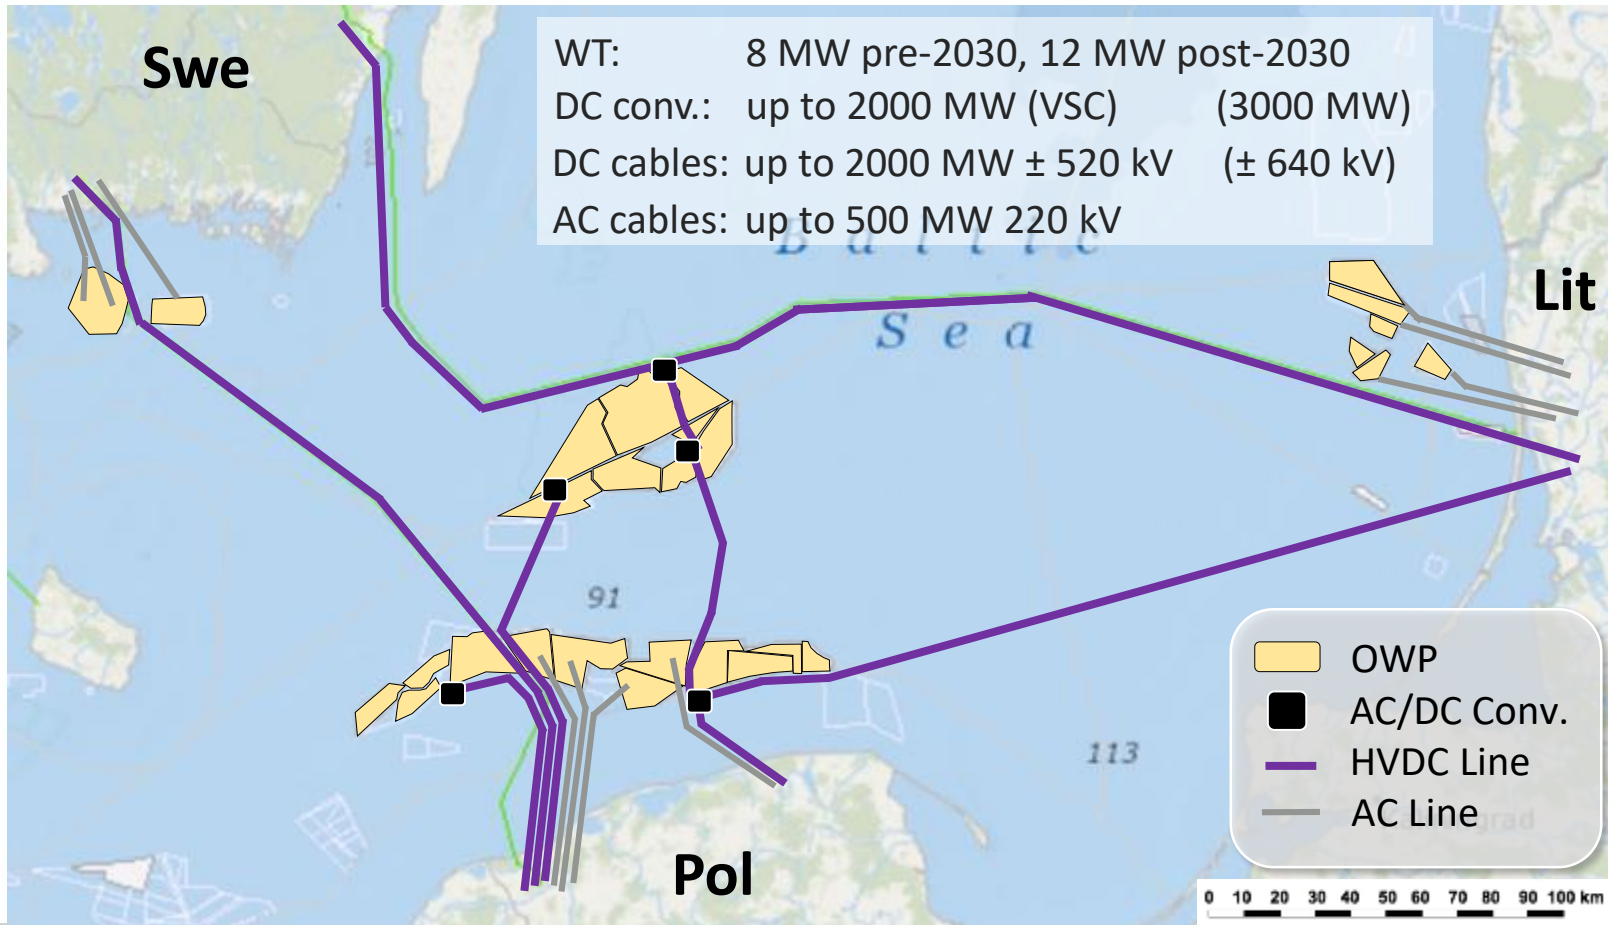 Swe
WT: 8 MW pre-2030, 12 MW post-2030
DC conv.: up to 2000 MW (VSC) (3000 MW)
DC cables: up to 2000 MW ± 520 kV (± 640 kV)
AC cables: up to 500 MW 220 kV
Baltic
Lit
Sea
91
OWP
AC/DC Conv.
HVDC Line
AC Line
113
Pol
0 10 20 30 40 50 60 70 80 90 100 km